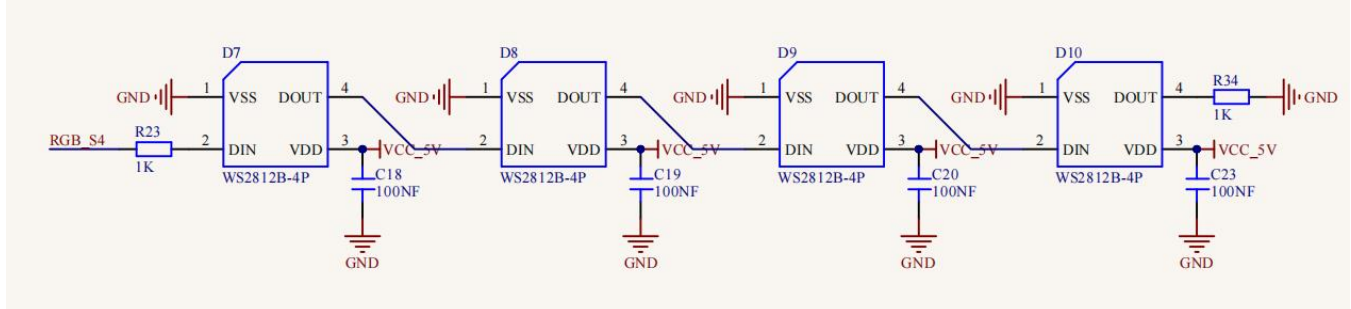 D7 D8 D9 D10
R34
GND 1 VSS DOUT 4 GND 1 VSS DOUT 4 GND 1 VSS DOUT 4 GND 1 VSS DOUT 4 GND
1K
RGB_S4 R23 2 DIN VDD 3 VCC_5V 2 DIN VDD 3 VCC_5V 2 DIN VDD 3 VCC_5V 2 DIN VDD 3 VCC_5V
1K
WS2812B-4P C18 WS2812B-4P C19 WS2812B-4P C20 WS2812B-4P C23
100NF 100NF 100NF 100NF
GND GND GND GND